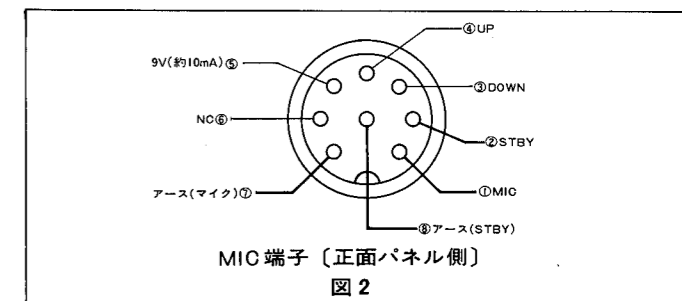 ④UP
9V(約10mA)⑤
③DOWN
NC⑥
②STBY
アース(マイク)⑦
①MIC
⑧アース(STBY)
MIC端子〔正面パネル側〕
図2